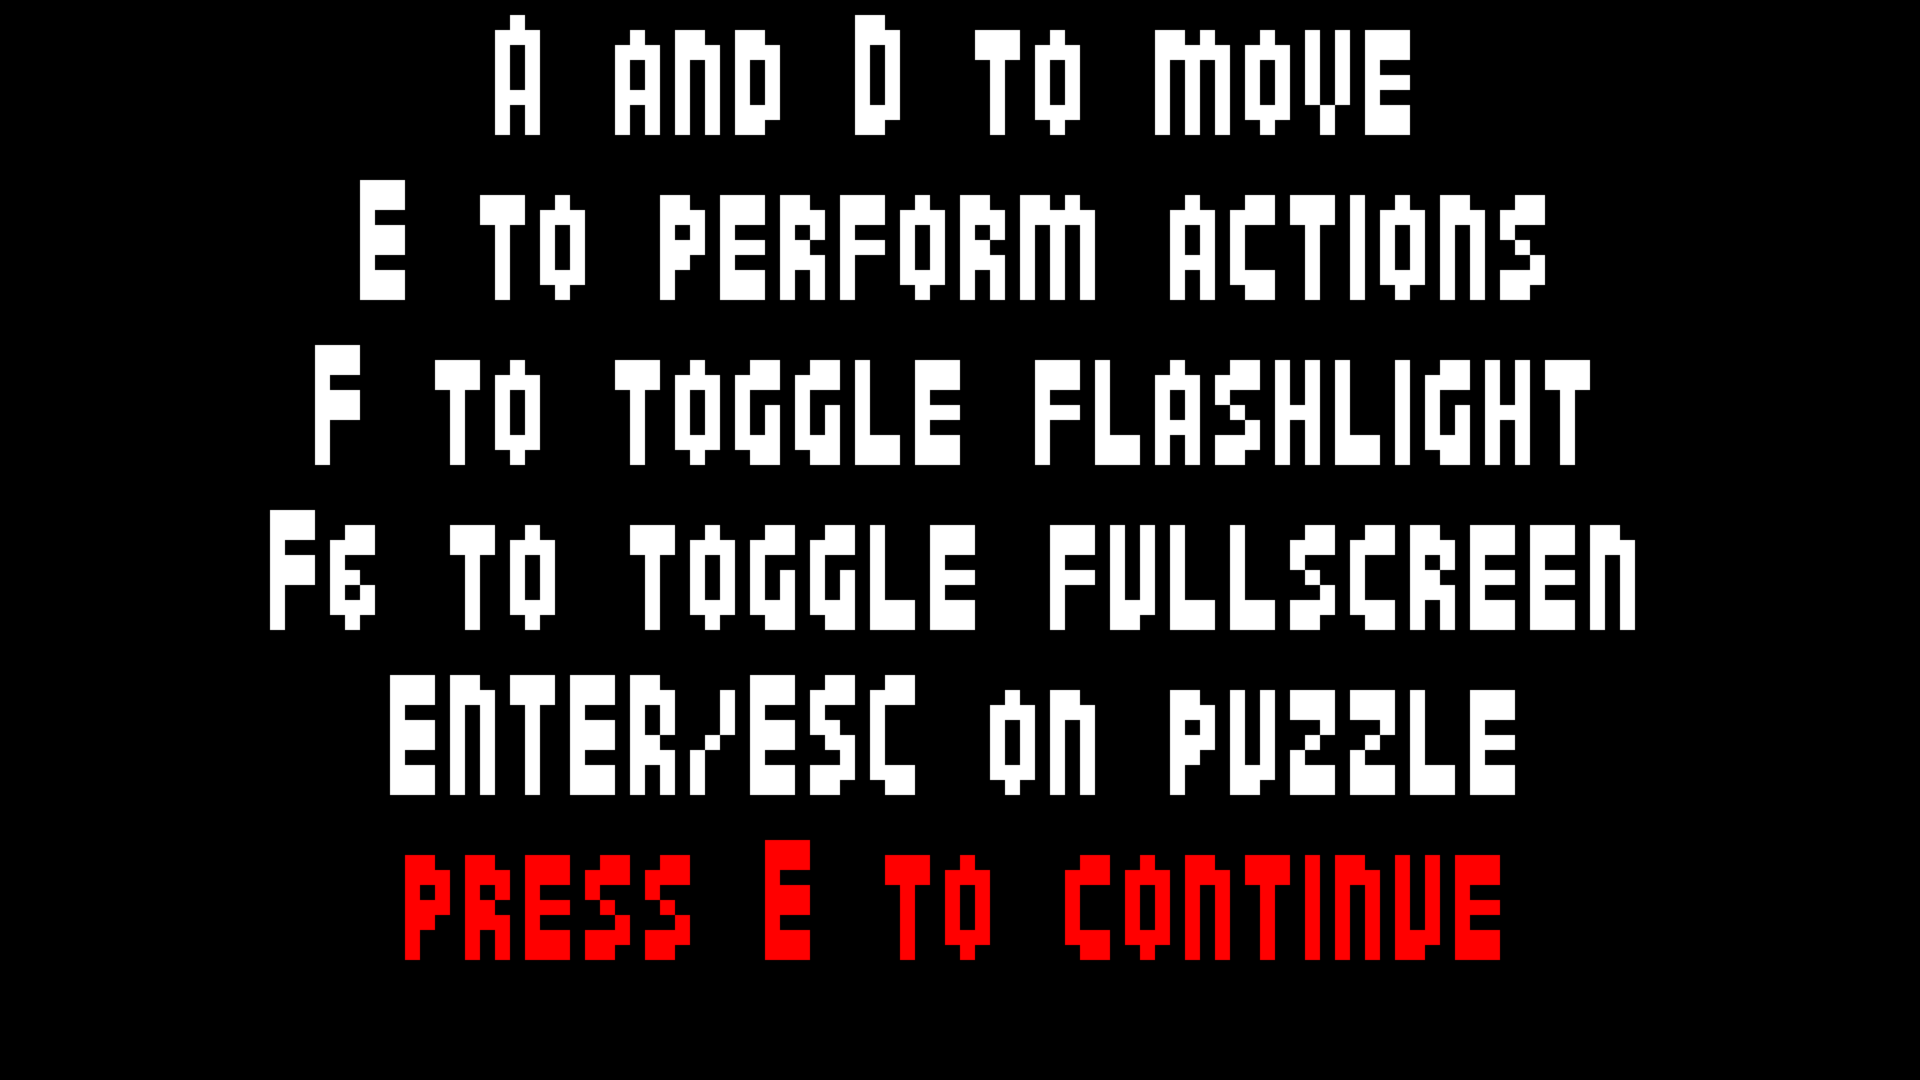 A and D to move
E to perform actions
F to toggle flashlight
F6 to toggle fullscreen
ENTER/ESC on puzzle
press E to continue